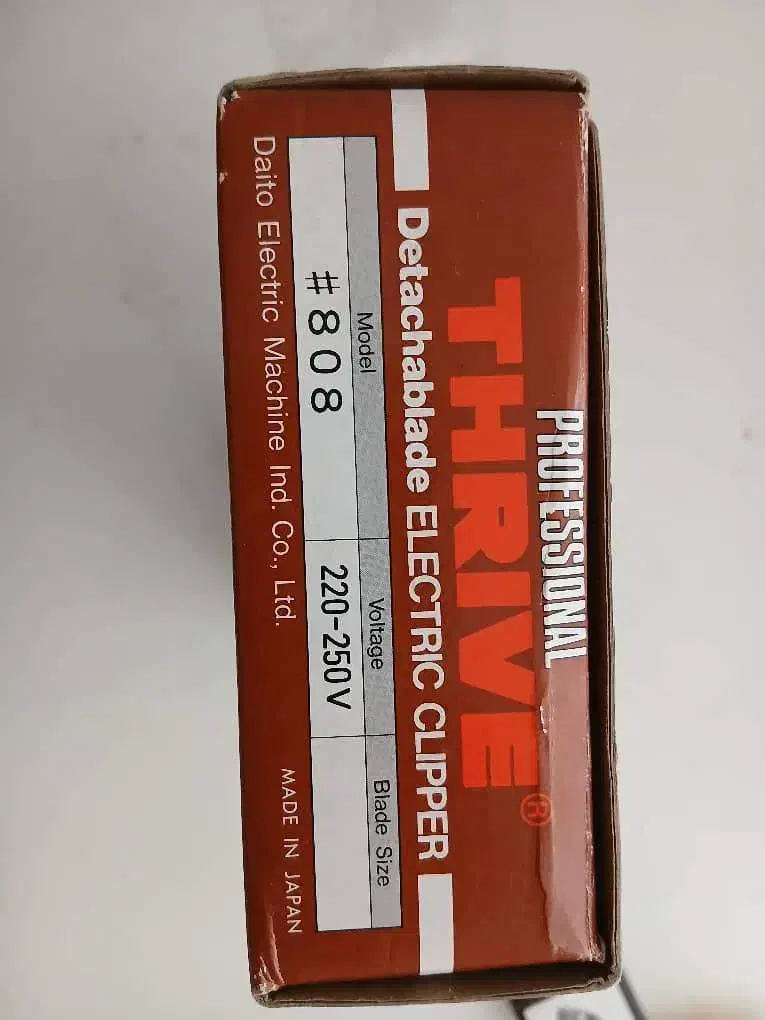 PROFESSIONAL
THRIVE®
Detachablade ELECTRIC CLIPPER
Model Voltage Blade Size
#808 220-250V
Daito Electric Machine Ind. Co., Ltd. MADE IN JAPAN